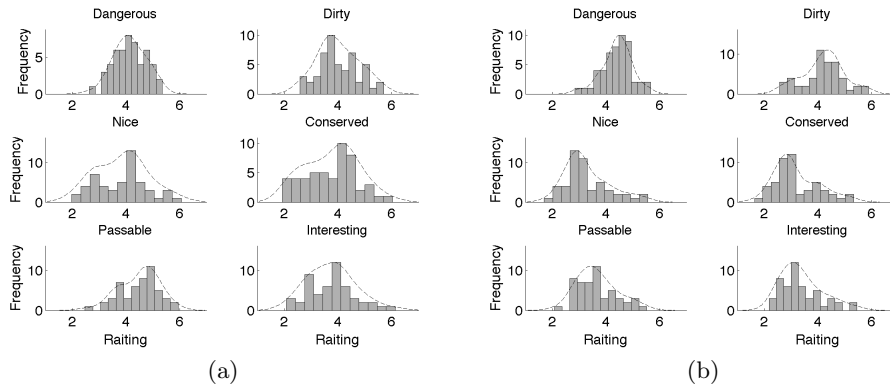 Dangerous Dirty Dangerous Dirty
Frequency 5 0 2 4 6 10 5 0 2 4 6 Frequency 10 5 0 2 4 6 10 0 2 4 6
Nice Conserved Nice Conserved
Frequency 10 0 2 4 6 10 5 0 2 4 6 Frequency 10 0 2 4 6 10 0 2 4 6
Passable Interesting Passable Interesting
Frequency 10 0 2 4 6 10 0 2 4 6 Frequency 10 0 2 4 6 10 0 2 4 6
Raiting Raiting Raiting Raiting
(a) (b)